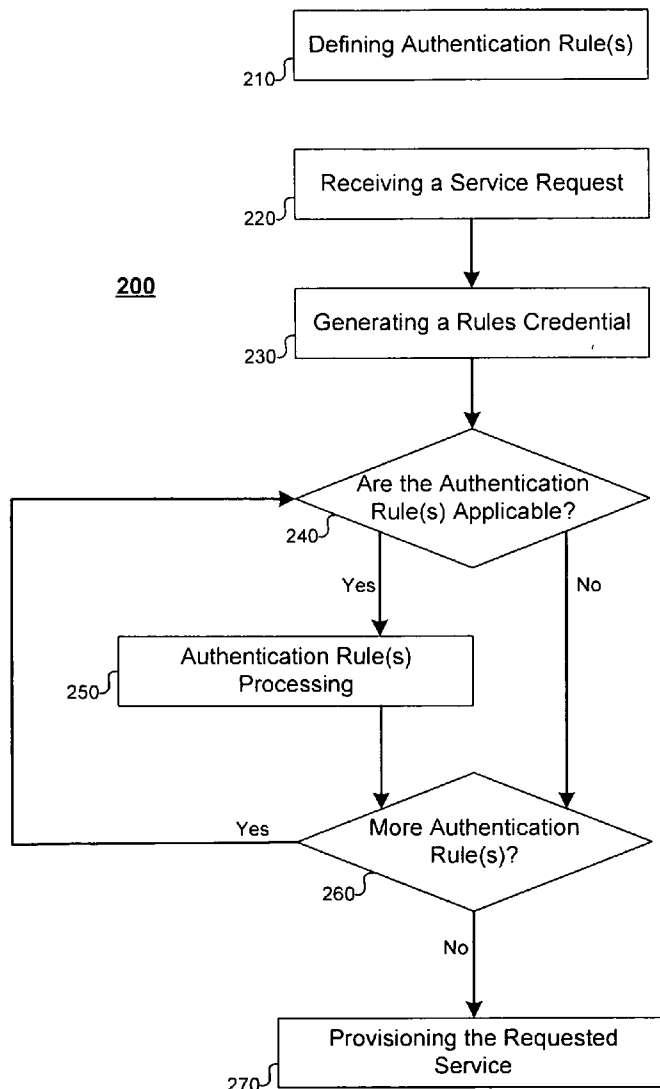 Defining Authentication Rule(s)
210
Receiving a Service Request
220
200
Generating a Rules Credential
230
Are the Authentication
Rule(s) Applicable?
240
Yes
No
Authentication Rule(s)
Processing
250
Yes
More Authentication
Rule(s)?
260
No
Provisioning the Requested
Service
270